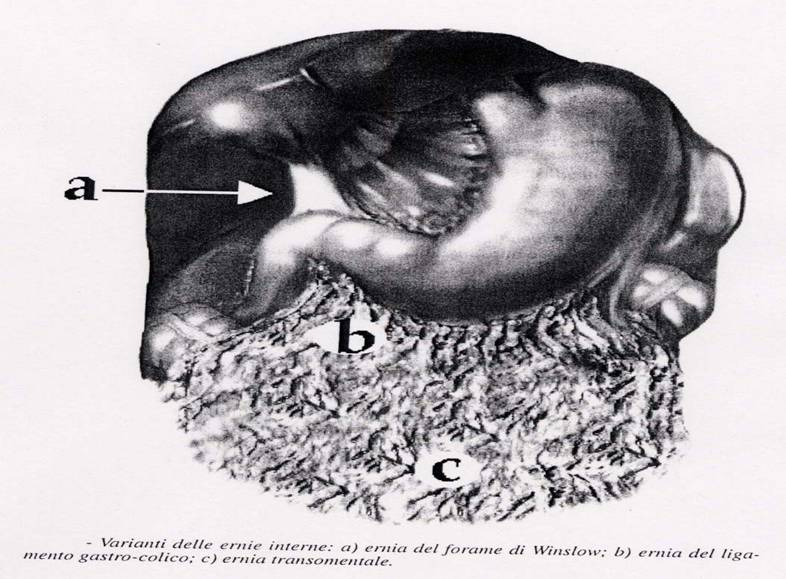 a
b
c
- Varianti delle ernie interne: a) ernia del forame di Winslow; b) ernia del liga-
mento gastro-colico; c) ernia transomentale.